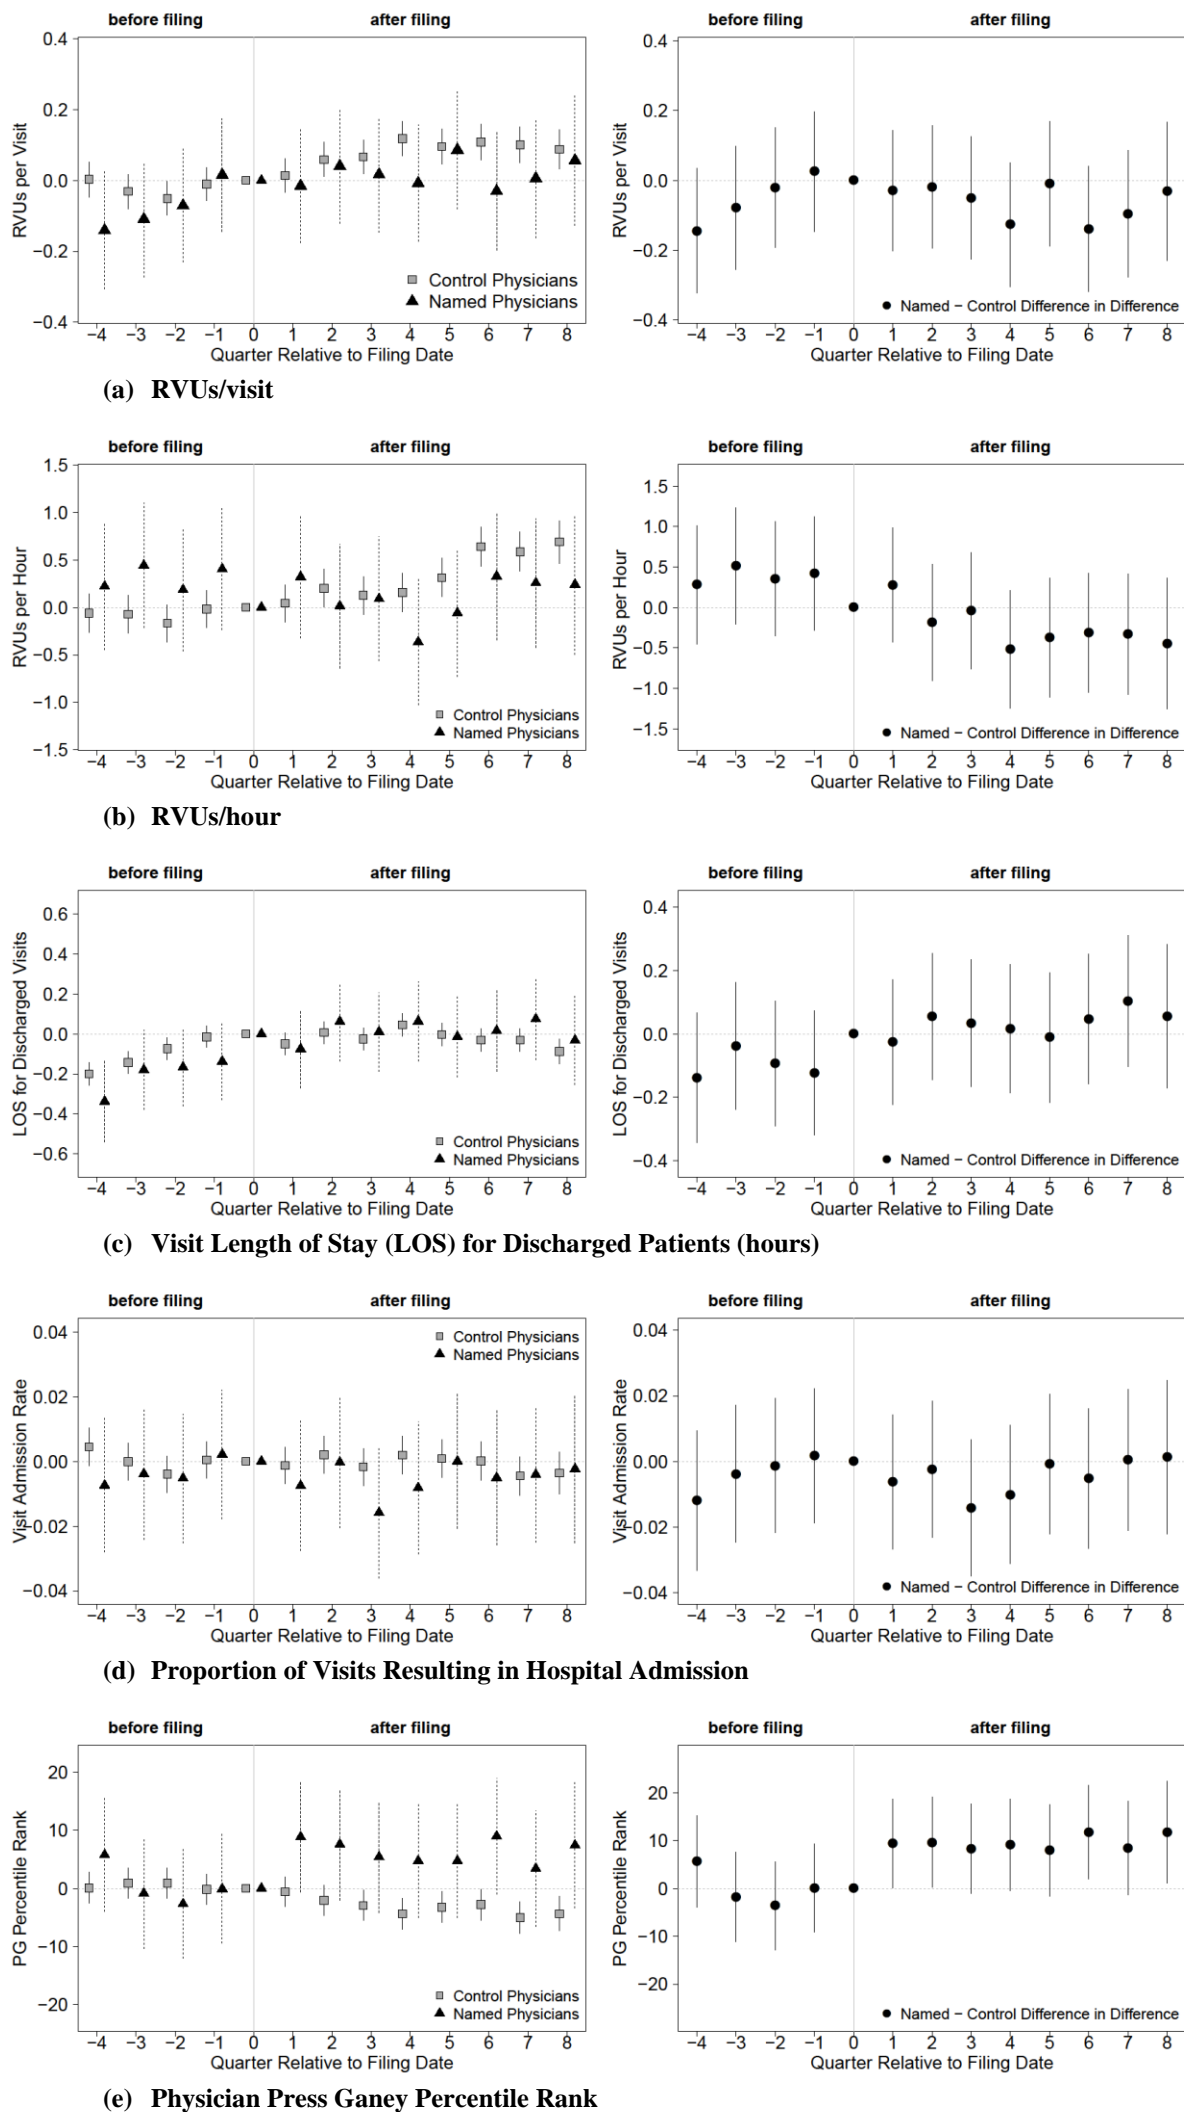 before filing after filing before filing after filing
RVUs per Visit
0.4
0.2
0.0
−0.2
−0.4
Control Physicians
Named Physicians
−4 −3 −2 −1 0 1 2 3 4 5 6 7 8
Quarter Relative to Filing Date
RVUs per Visit
0.4
0.2
0.0
−0.2
−0.4
Named − Control Difference in Difference
−4 −3 −2 −1 0 1 2 3 4 5 6 7 8
Quarter Relative to Filing Date
(a) RVUs/visit
before filing after filing before filing after filing
RVUs per Hour
1.5
1.0
0.5
0.0
−0.5
−1.0
−1.5
Control Physicians
Named Physicians
−4 −3 −2 −1 0 1 2 3 4 5 6 7 8
Quarter Relative to Filing Date
RVUs per Hour
1.5
1.0
0.5
0.0
−0.5
−1.0
−1.5
Named − Control Difference in Difference
−4 −3 −2 −1 0 1 2 3 4 5 6 7 8
Quarter Relative to Filing Date
(b) RVUs/hour
before filing after filing before filing after filing
LOS for Discharged Visits
0.6
0.4
0.2
0.0
−0.2
−0.4
−0.6
Control Physicians
Named Physicians
−4 −3 −2 −1 0 1 2 3 4 5 6 7 8
Quarter Relative to Filing Date
LOS for Discharged Visits
0.4
0.2
0.0
−0.2
−0.4
Named − Control Difference in Difference
−4 −3 −2 −1 0 1 2 3 4 5 6 7 8
Quarter Relative to Filing Date
(c) Visit Length of Stay (LOS) for Discharged Patients (hours)
before filing after filing before filing after filing
Visit Admission Rate
0.04
0.02
0.00
−0.02
−0.04
Control Physicians
Named Physicians
−4 −3 −2 −1 0 1 2 3 4 5 6 7 8
Quarter Relative to Filing Date
Visit Admission Rate
0.04
0.02
0.00
−0.02
−0.04
Named − Control Difference in Difference
−4 −3 −2 −1 0 1 2 3 4 5 6 7 8
Quarter Relative to Filing Date
(d) Proportion of Visits Resulting in Hospital Admission
before filing after filing before filing after filing
PG Percentile Rank
20
10
0
−10
−20
Control Physicians
Named Physicians
−4 −3 −2 −1 0 1 2 3 4 5 6 7 8
Quarter Relative to Filing Date
PG Percentile Rank
20
10
0
−10
−20
Named − Control Difference in Difference
−4 −3 −2 −1 0 1 2 3 4 5 6 7 8
Quarter Relative to Filing Date
(e) Physician Press Ganey Percentile Rank